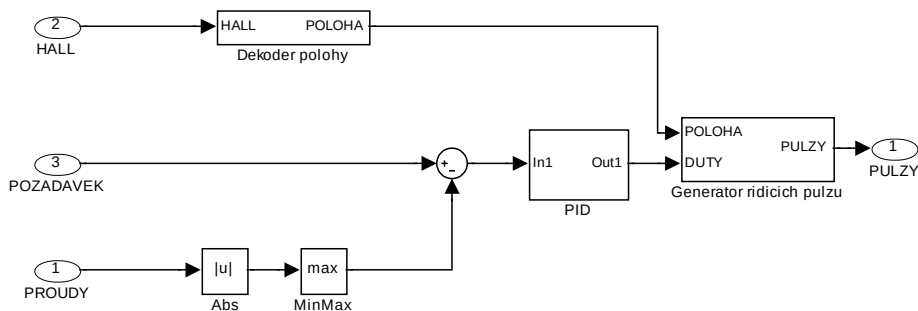 2
HALL
HALL POLOHA
Dekoder polohy
3
POZADAVEK
+
−
In1 Out1
PID
POLOHA
DUTY
PULZY
Generator ridicich pulzu
1
PULZY
1
PROUDY
|u|
Abs
max
MinMax